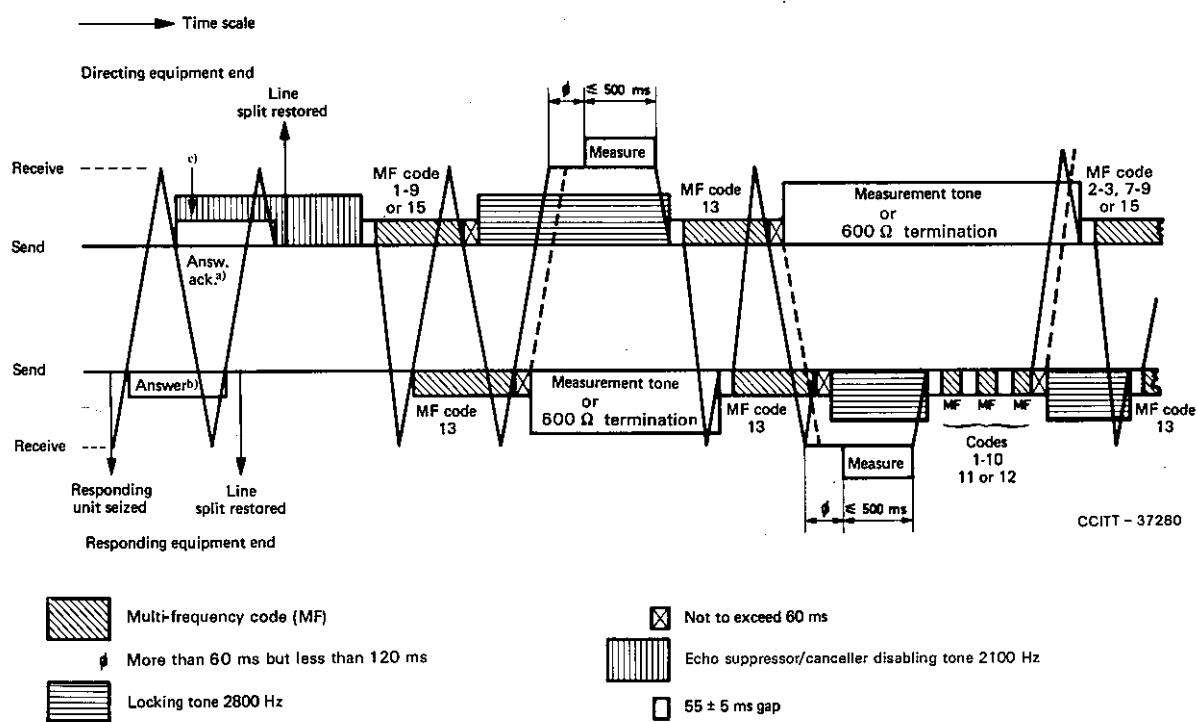 Time scale
Directing equipment end
Line
split restored
ϕ ≤ 500 ms
Receive
c)
Measure
MF code
1-9
or 15
MF code
13
Measurement tone
or
600 Ω termination
MF code
2-3, 7-9
or 15
Send
Answ.
ack.a)
Send
Answerb)
Measurement tone
or
600 Ω termination
MF code
13
MF code
13
MF MF MF
MF code
13
Receive
Measure
Codes
1-10
11 or 12
Responding
unit seized
Line
split restored
ϕ ≤ 500 ms
CCITT – 37280
Responding equipment end
Multi-frequency code (MF)
Not to exceed 60 ms
ϕ More than 60 ms but less than 120 ms
Echo suppressor/canceller disabling tone 2100 Hz
Locking tone 2800 Hz
55 ± 5 ms gap